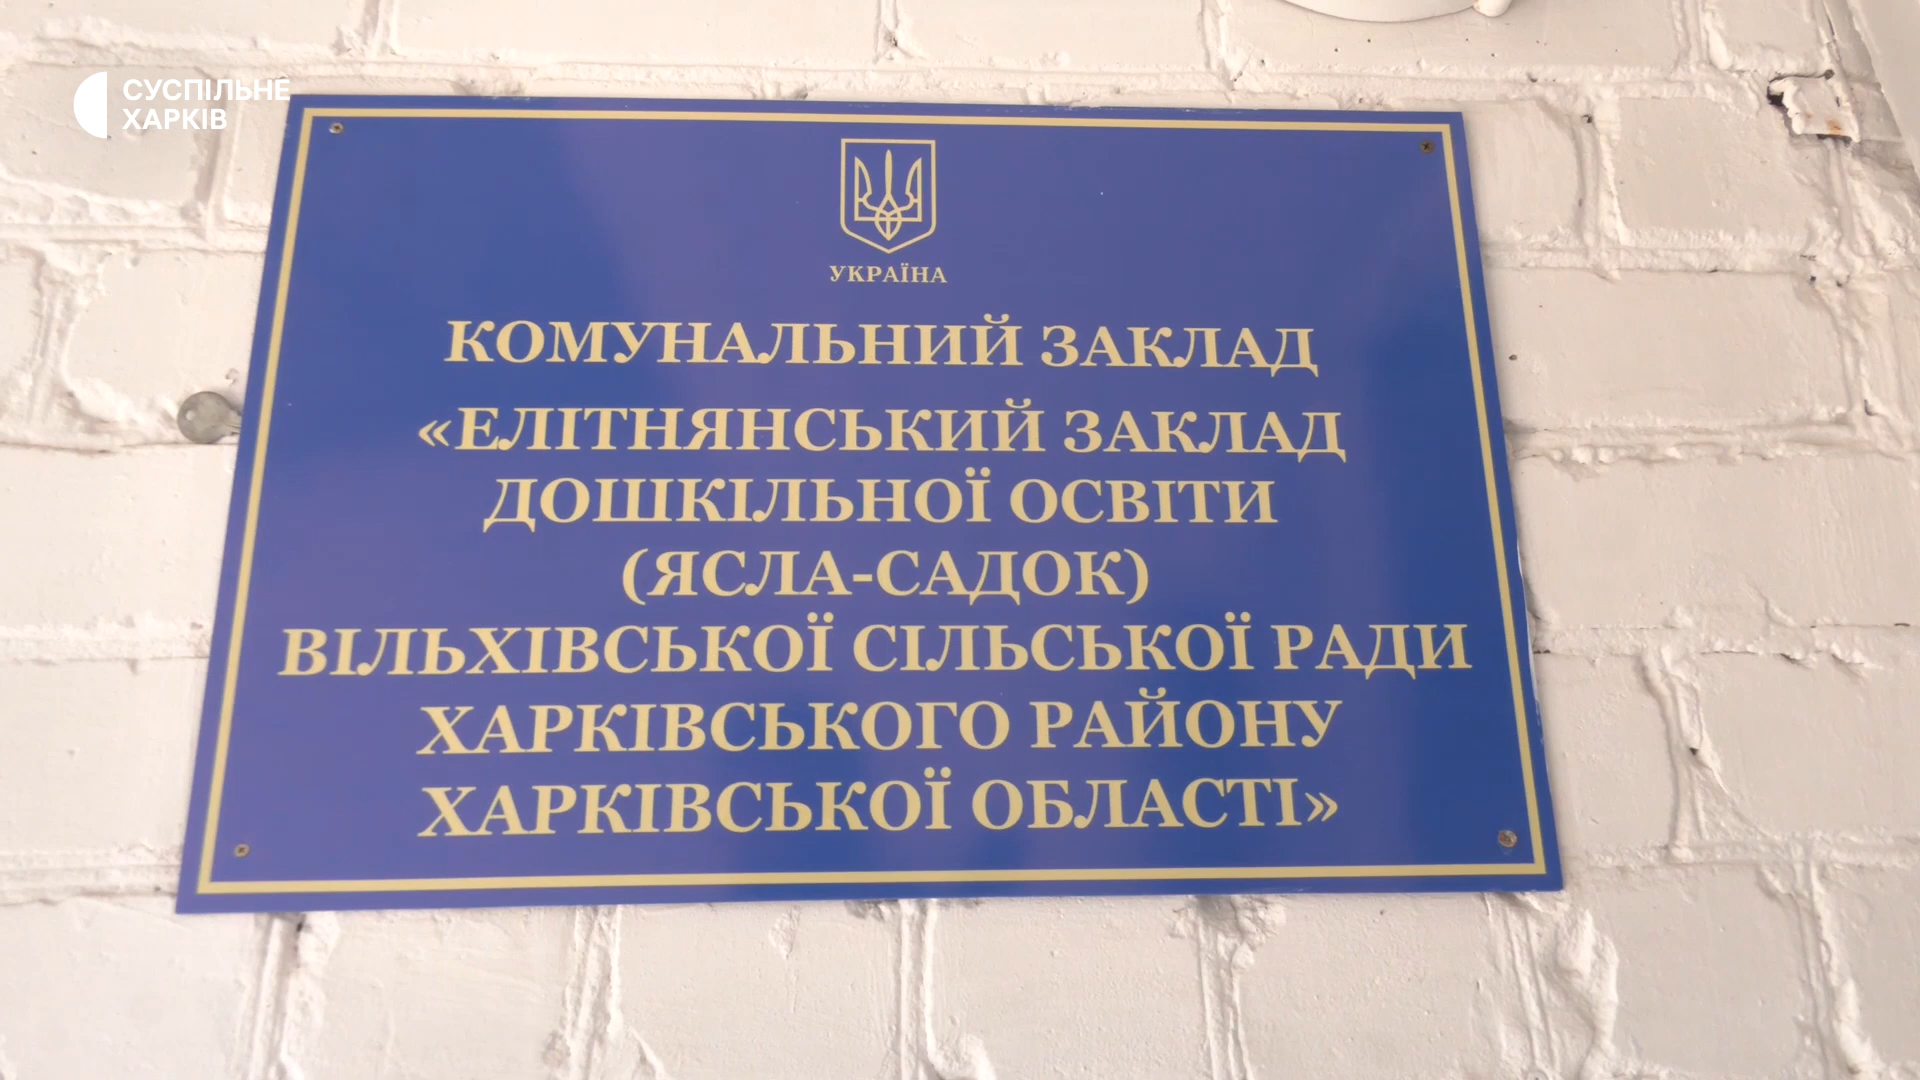 СУСПІЛЬНЕ
ХАРКІВ
УКРАЇНА
КОМУНАЛЬНИЙ ЗАКЛАД
«ЕЛІТНЯНСЬКИЙ ЗАКЛАД
ДОШКІЛЬНОЇ ОСВІТИ
(ЯСЛА-САДОК)
ВІЛЬХІВСЬКОЇ СІЛЬСЬКОЇ РАДИ
ХАРКІВСЬКОГО РАЙОНУ
ХАРКІВСЬКОЇ ОБЛАСТІ»